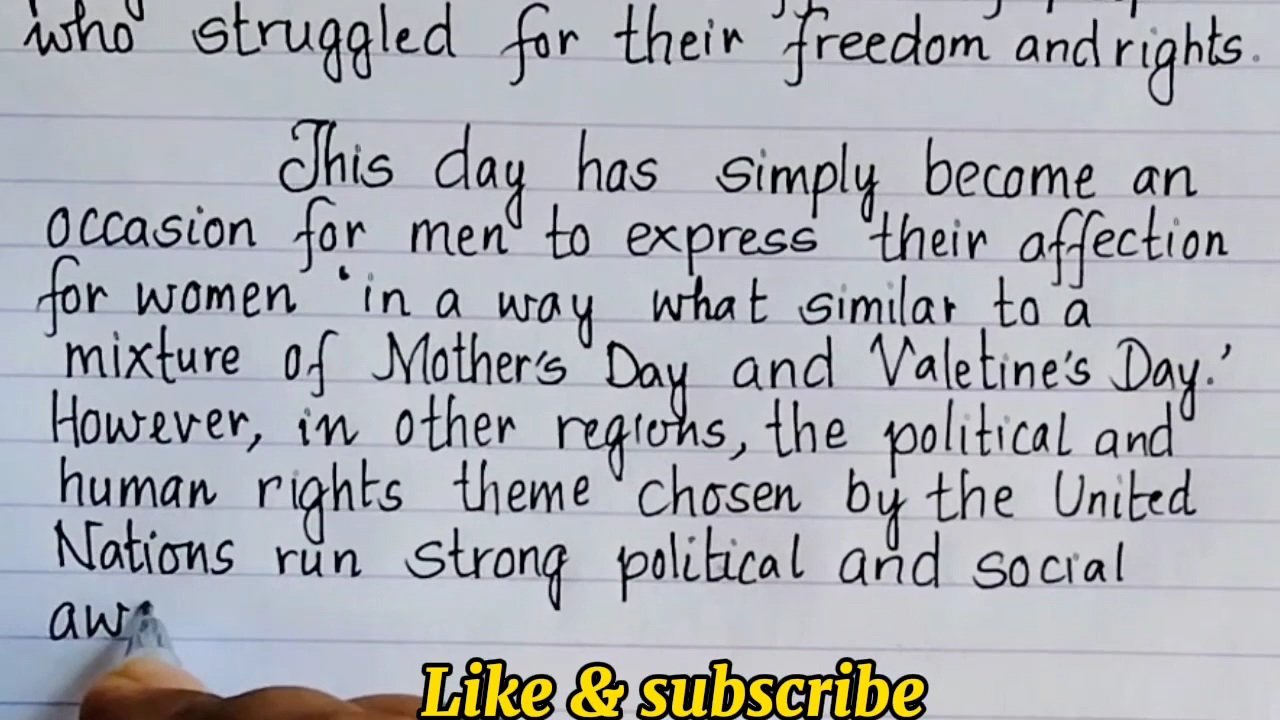 who struggled for their freedom and rights.
This day has simply become an
occasion for men to express their affection
for women 'in a way what similar to a
mixture of Mother's Day and Valetine's Day.'
However, in other regions, the political and
human rights theme chosen by the United
Nations run strong political and social
aw
Like & subscribe